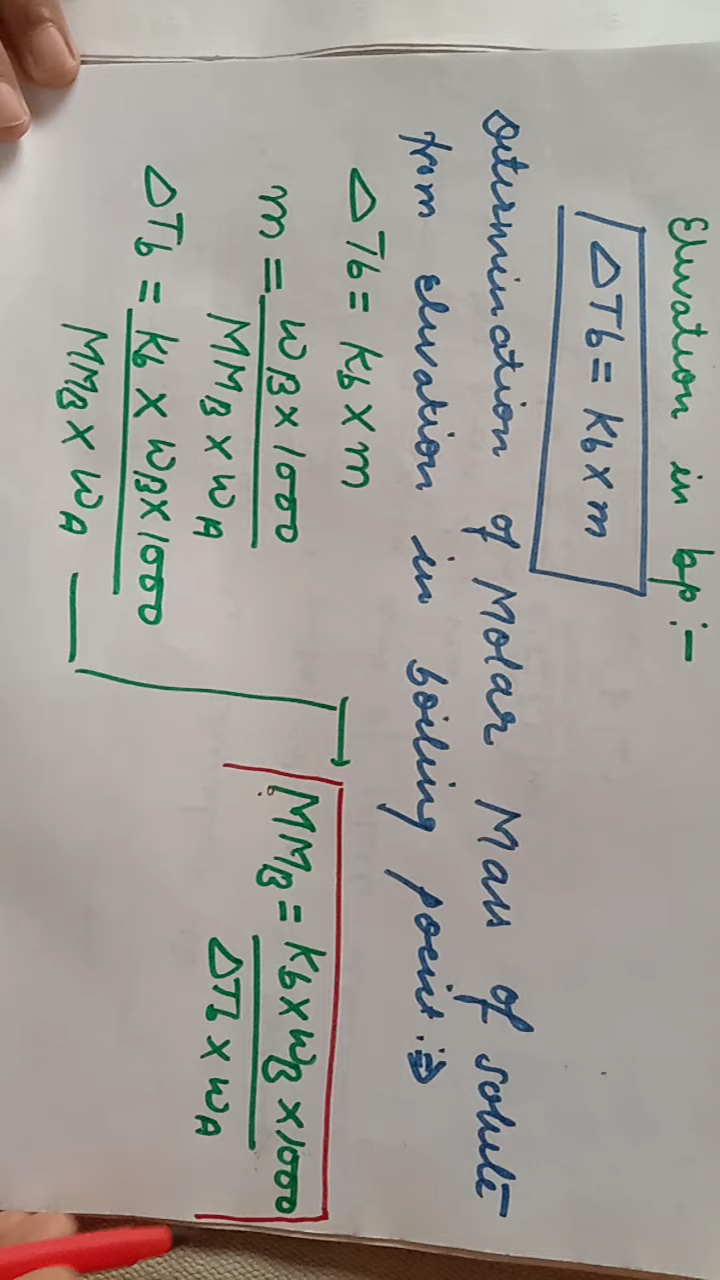 Elevation in bp :-
ΔTb = Kb × m
Determination of Molar Mass of solute
from elevation in boiling point :⇒
ΔTb = Kb × m
m = WB × 1000
MMB × WA
ΔTb = Kb × WB × 1000
MMB × WA
MMB = Kb × WB × 1000
ΔTb × WA